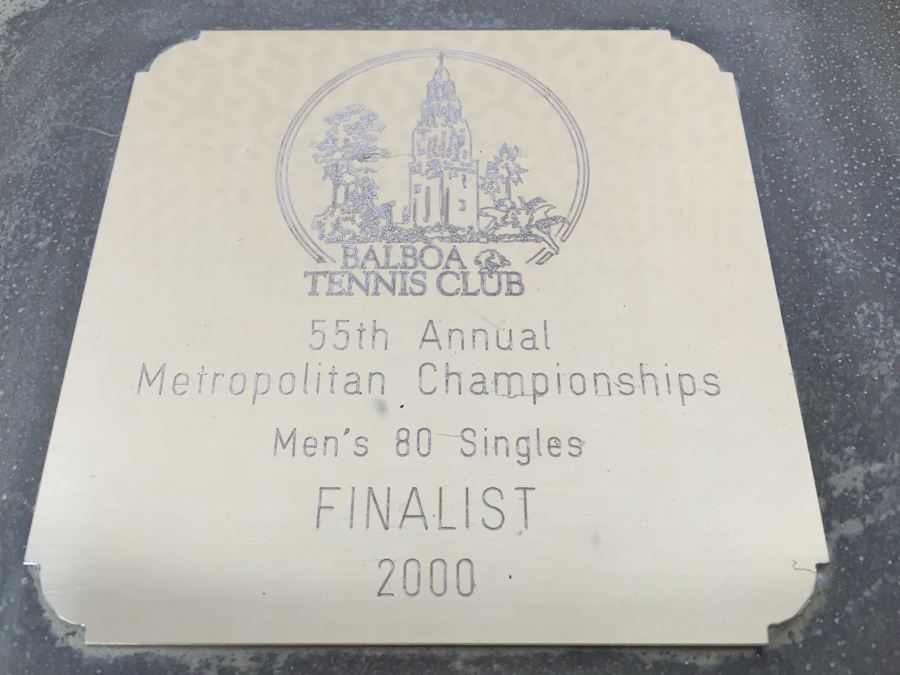 BALBOA
TENNIS CLUB
55th Annual
Metropolitan Championships
Men's 80 Singles
FINALIST
2000